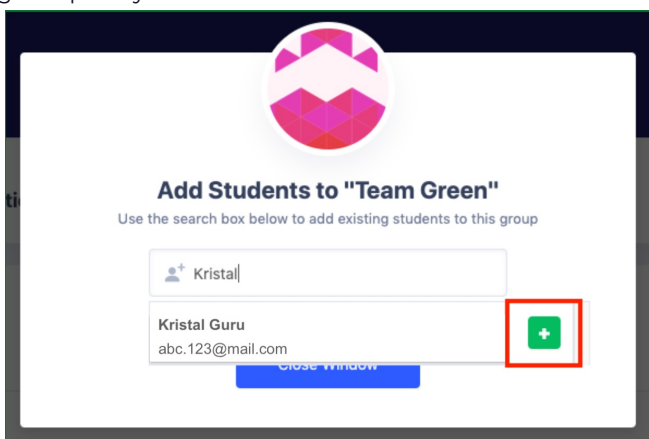 Add Students to "Team Green"
Use the search box below to add existing students to this group
Kristal
Kristal Guru
abc.123@mail.com
Close Window